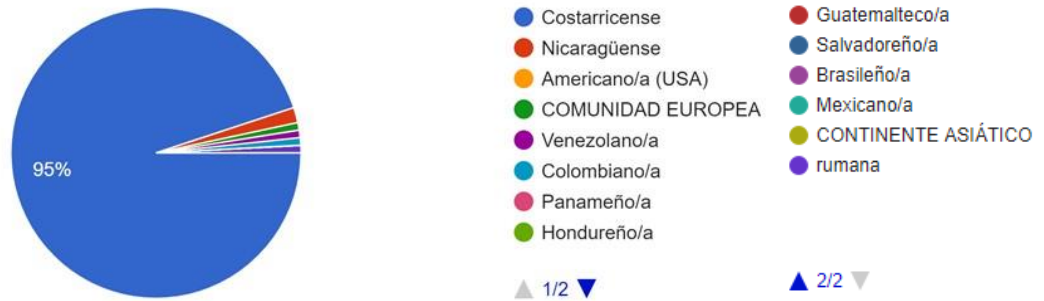 95%
Costarricense
Nicaragüense
Americano/a (USA)
COMUNIDAD EUROPEA
Venezolano/a
Colombiano/a
Panameño/a
Hondureño/a
1/2
Guatemalteco/a
Salvadoreño/a
Brasileño/a
Mexicano/a
CONTINENTE ASIÁTICO
rumana
2/2